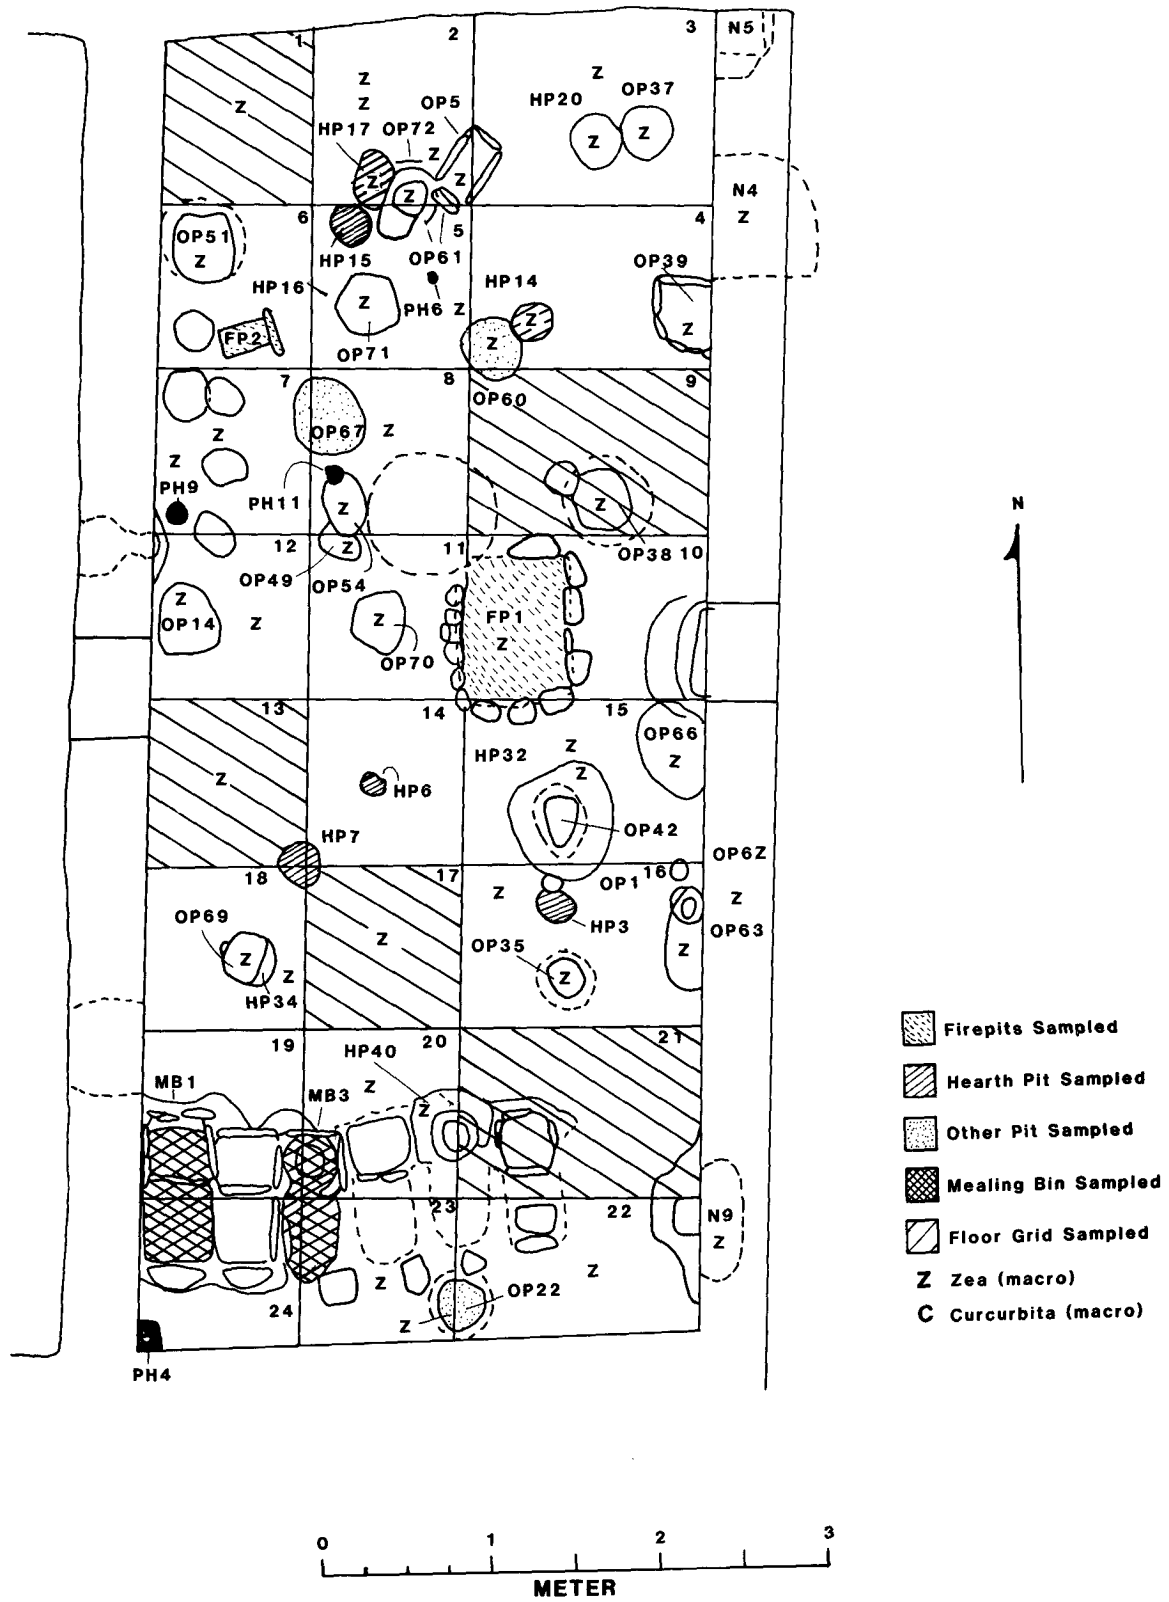 1
2
3
N5
Z
Z
Z
Z
HP20
OP37
OP5
HP17
OP72
Z
Z
Z
Z
Z
Z
N4
Z
6
5
4
OP51
Z
HP15
OP61
OP39
HP16
Z
PH6
Z
HP14
Z
Z
Z
FP2
OP71
OP60
7
8
9
OP67
Z
Z
Z
PH9
PH11
Z
Z
12
11
OP38
10
OP49
Z
OP54
Z
OP14
Z
Z
OP70
FP1
Z
13
14
15
OP66
Z
Z
HP32
Z
Z
HP6
OP42
HP7
OP6Z
18
17
16
OP1
Z
Z
OP69
HP3
OP63
Z
Z
OP35
Z
Z
Z
HP34
19
20
21
HP40
MB1
MB3
Z
Z
23
22
N9
Z
Z
Z
24
OP22
Z
PH4
N
Firepits Sampled
Hearth Pit Sampled
Other Pit Sampled
Mealing Bin Sampled
Floor Grid Sampled
Z Zea (macro)
C Curcurbita (macro)
0 1 2 3
METER